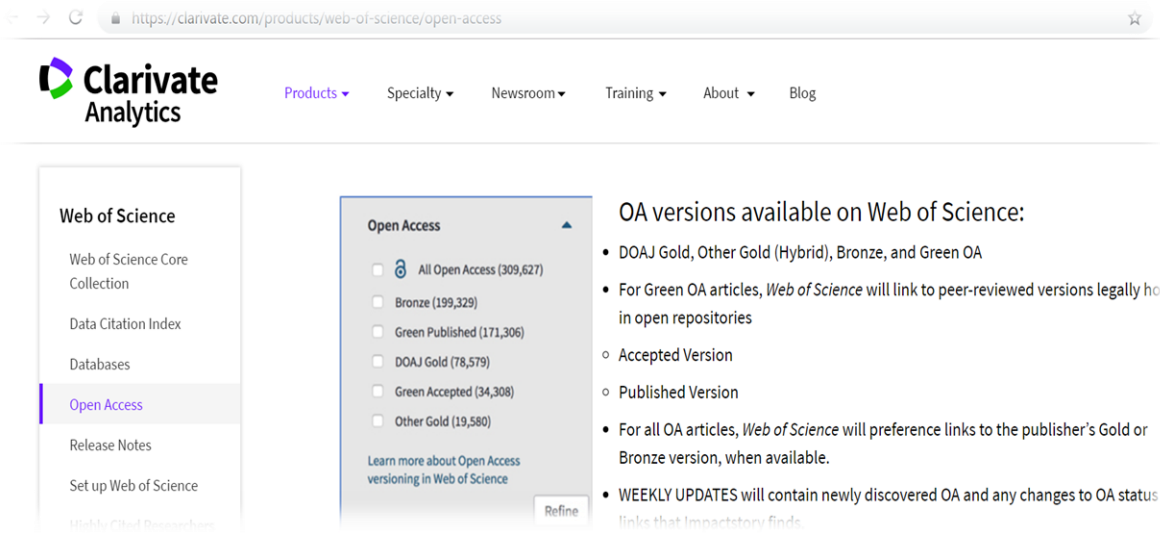 https://clarivate.com/products/web-of-science/open-access
Clarivate
Analytics
Products
Specialty
Newsroom
Training
About
Blog
Web of Science
Web of Science Core
Collection
Data Citation Index
Databases
Open Access
Release Notes
Set up Web of Science
Highly Cited Researchers
Open Access
All Open Access (309,627)
Bronze (199,329)
Green Published (171,306)
DOAJ Gold (78,579)
Green Accepted (34,308)
Other Gold (19,580)
Learn more about Open Access
versioning in Web of Science
Refine
OA versions available on Web of Science:
DOAJ Gold, Other Gold (Hybrid), Bronze, and Green OA
For Green OA articles, Web of Science will link to peer-reviewed versions legally ho
in open repositories
Accepted Version
Published Version
For all OA articles, Web of Science will preference links to the publisher's Gold or
Bronze version, when available.
WEEKLY UPDATES will contain newly discovered OA and any changes to OA status
links that Impactstory finds.